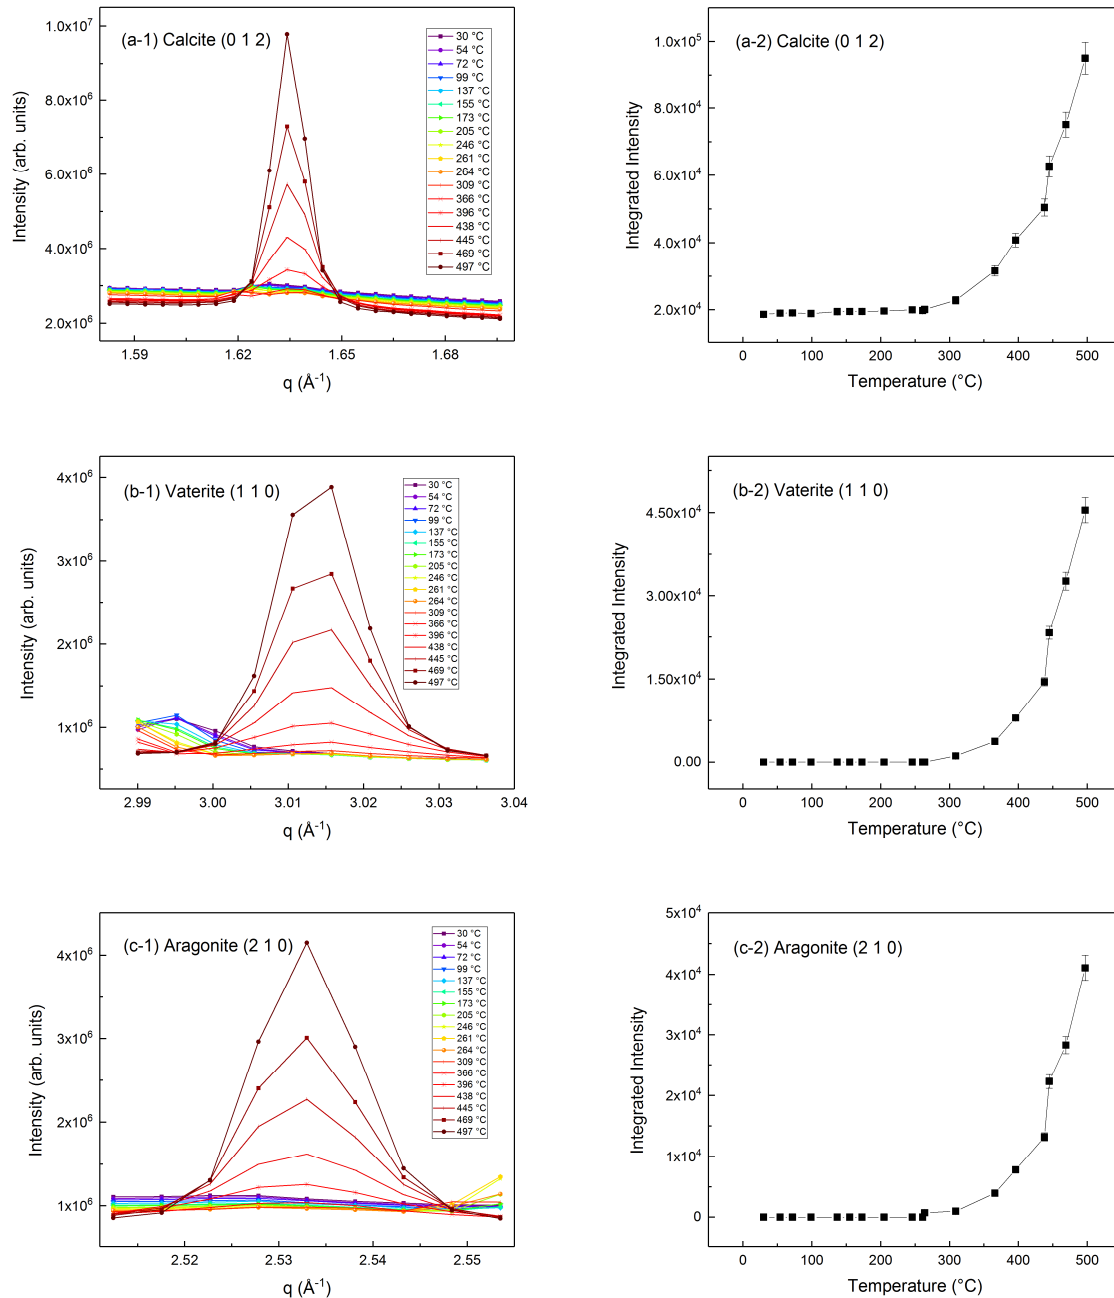 (a-1) Calcite (0 1 2)
Intensity (arb. units)
1.0x10⁷
8.0x10⁶
6.0x10⁶
4.0x10⁶
2.0x10⁶
1.59 1.62 1.65 1.68
q (Å⁻¹)
30 °C
54 °C
72 °C
99 °C
137 °C
155 °C
173 °C
205 °C
246 °C
261 °C
264 °C
309 °C
366 °C
396 °C
438 °C
445 °C
469 °C
497 °C
(a-2) Calcite (0 1 2)
Integrated Intensity
1.0x10⁵
8.0x10⁴
6.0x10⁴
4.0x10⁴
2.0x10⁴
0 100 200 300 400 500
Temperature (°C)
(b-1) Vaterite (1 1 0)
Intensity (arb. units)
4x10⁶
3x10⁶
2x10⁶
1x10⁶
2.99 3.00 3.01 3.02 3.03 3.04
q (Å⁻¹)
30 °C
54 °C
72 °C
99 °C
137 °C
155 °C
173 °C
205 °C
246 °C
261 °C
264 °C
309 °C
366 °C
396 °C
438 °C
445 °C
469 °C
497 °C
(b-2) Vaterite (1 1 0)
Integrated Intensity
4.50x10⁴
3.00x10⁴
1.50x10⁴
0.00
0 100 200 300 400 500
Temperature (°C)
(c-1) Aragonite (2 1 0)
Intensity (arb. units)
4x10⁶
3x10⁶
2x10⁶
1x10⁶
2.52 2.53 2.54 2.55
q (Å⁻¹)
30 °C
54 °C
72 °C
99 °C
137 °C
155 °C
173 °C
205 °C
246 °C
261 °C
264 °C
309 °C
366 °C
396 °C
438 °C
445 °C
469 °C
497 °C
(c-2) Aragonite (2 1 0)
Integrated Intensity
5x10⁴
4x10⁴
3x10⁴
2x10⁴
1x10⁴
0
0 100 200 300 400 500
Temperature (°C)